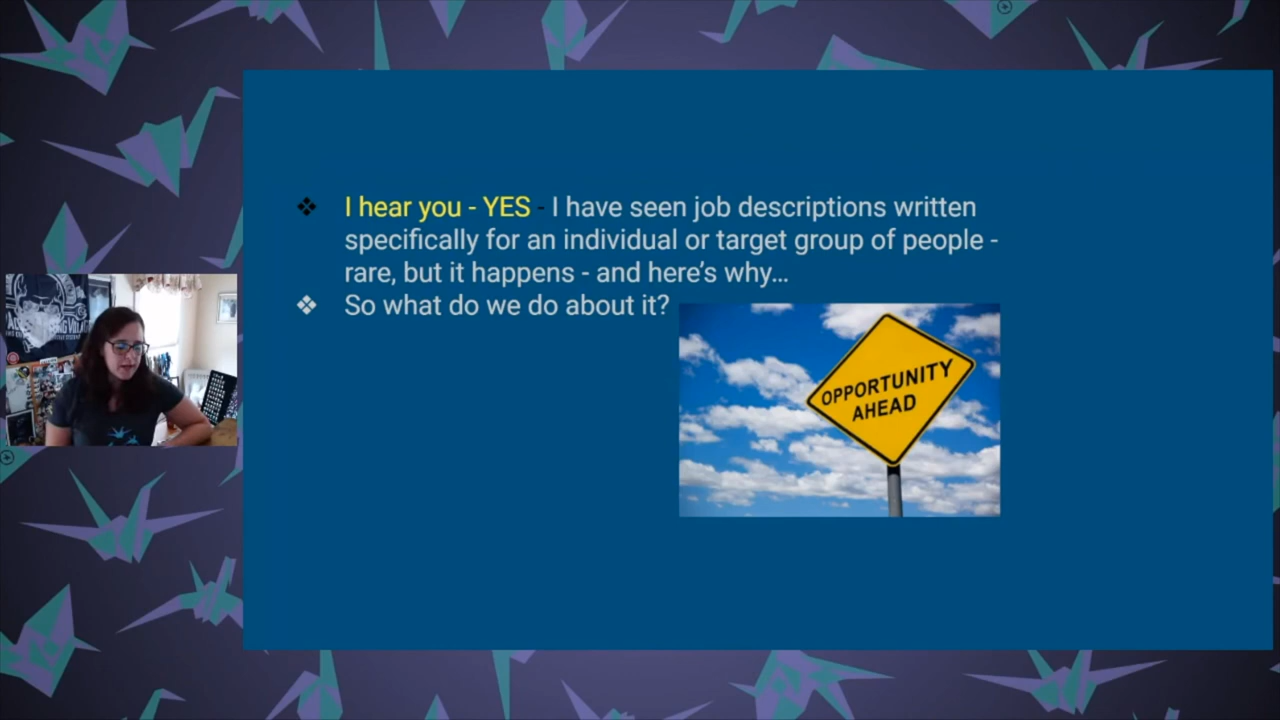 ❖ I hear you - YES - I have seen job descriptions written
specifically for an individual or target group of people -
rare, but it happens - and here's why…
❖ So what do we do about it?
OPPORTUNITY
AHEAD